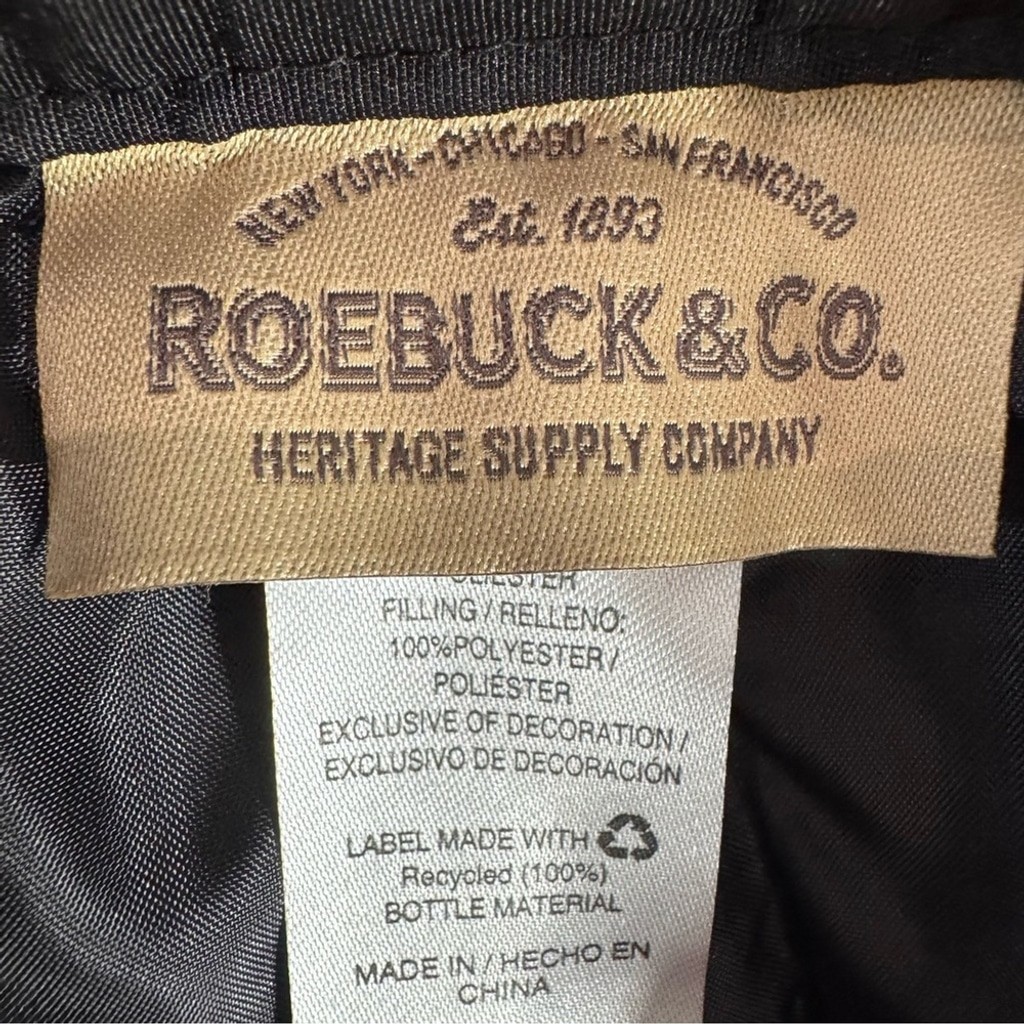 NEW YORK - CHICAGO - SAN FRANCISCO
Est. 1893
ROEBUCK & CO.
HERITAGE SUPPLY COMPANY
FILLING / RELLENO:
100%POLYESTER /
POLIÉSTER
EXCLUSIVE OF DECORATION /
EXCLUSIVO DE DECORACIÓN
LABEL MADE WITH
Recycled (100%)
BOTTLE MATERIAL
MADE IN / HECHO EN
CHINA